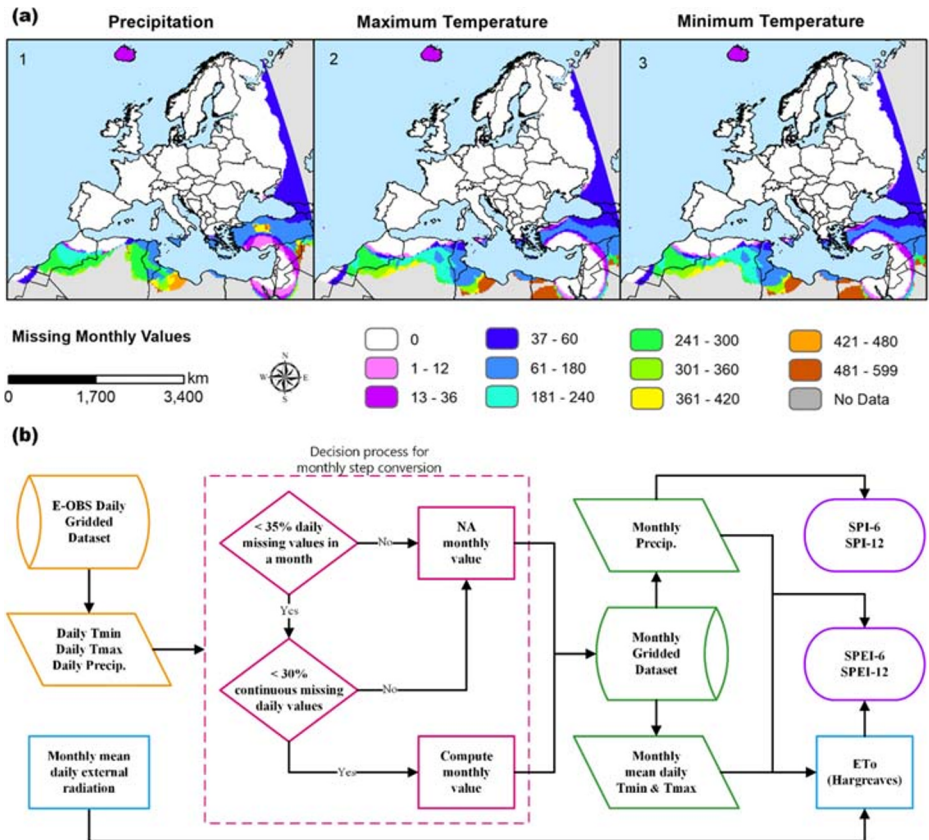 (a)
Precipitation
Maximum Temperature
Minimum Temperature
1
2
3
Missing Monthly Values
0
1,700
3,400
km
N
W
E
S
0
1 - 12
13 - 36
37 - 60
61 - 180
181 - 240
241 - 300
301 - 360
361 - 420
421 - 480
481 - 599
No Data
(b)
Decision process for
monthly step conversion
E-OBS Daily
Gridded
Dataset
Daily Tmin
Daily Tmax
Daily Precip.
Monthly mean
daily external
radiation
< 35% daily
missing values in
a month
No
Yes
NA
monthly
value
< 30%
continuous missing
daily values
No
Yes
Compute
monthly
value
Monthly
Precip.
Monthly
Gridded
Dataset
Monthly
mean daily
Tmin & Tmax
SPI-6
SPI-12
SPEI-6
SPEI-12
ETo
(Hargreaves)